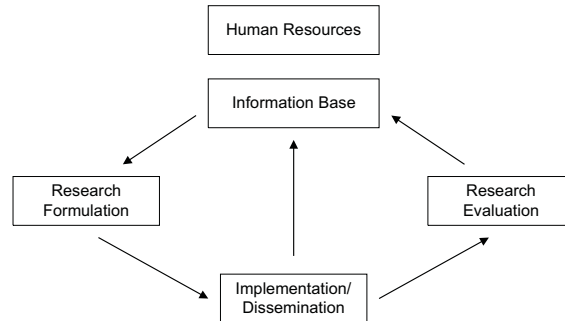 Human Resources
Information Base
Research
Formulation
Research
Evaluation
Implementation/
Dissemination